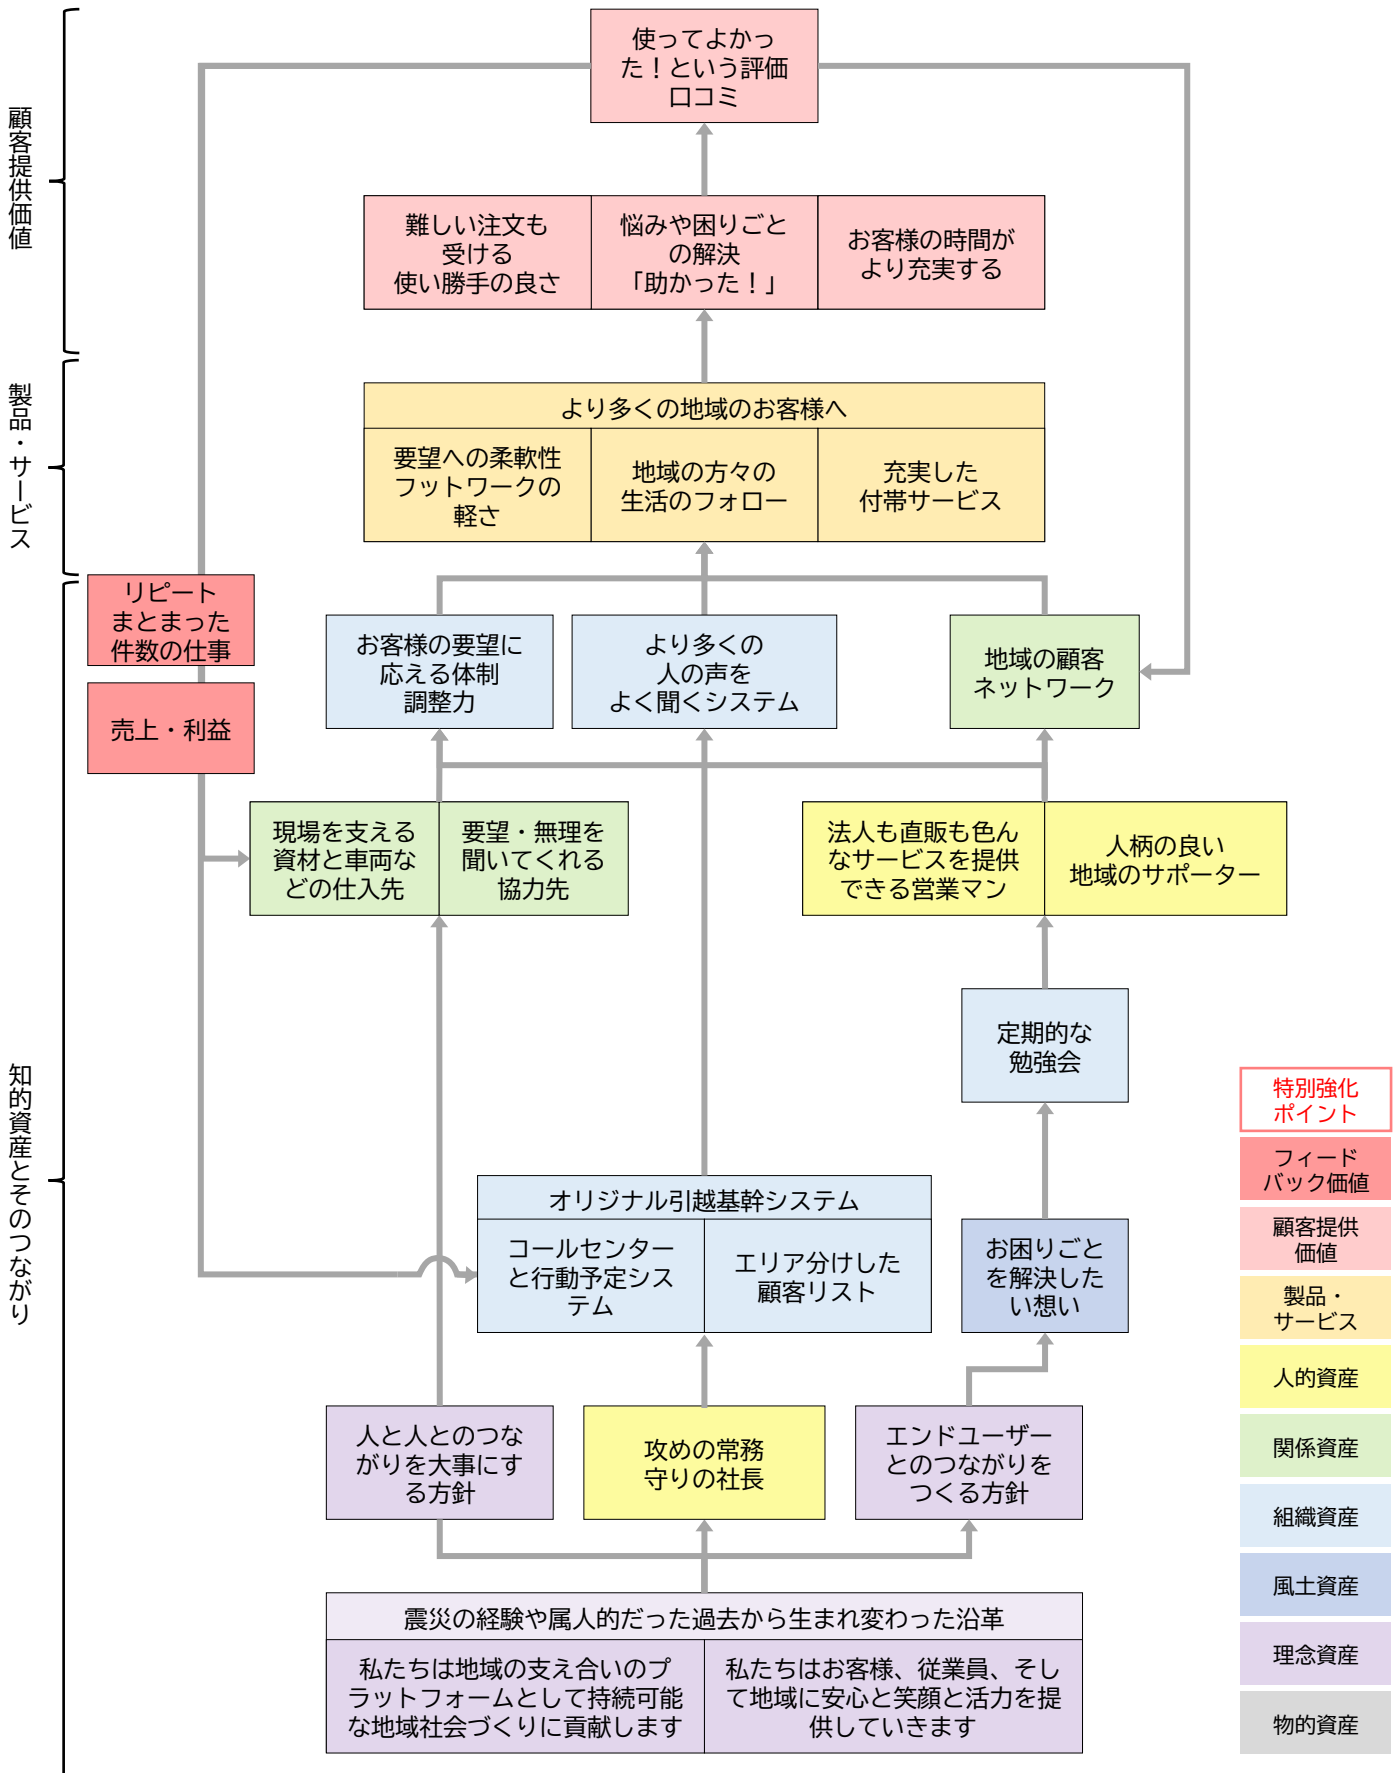 使ってよかっ
た！という評価
口コミ
顧客提供価値
難しい注文も
受ける
使い勝手の良さ
悩みや困りごと
の解決
「助かった！」
お客様の時間が
より充実する
製品・サービス
より多くの地域のお客様へ
要望への柔軟性
フットワークの
軽さ
地域の方々の
生活のフォロー
充実した
付帯サービス
リピート
まとまった
件数の仕事
売上・利益
お客様の要望に
応える体制
調整力
より多くの
人の声を
よく聞くシステム
地域の顧客
ネットワーク
現場を支える
資材と車両な
どの仕入先
要望・無理を
聞いてくれる
協力先
法人も直販も色ん
なサービスを提供
できる営業マン
人柄の良い
地域のサポーター
定期的な
勉強会
知的資産とそのつながり
オリジナル引越基幹システム
コールセンター
と行動予定シス
テム
エリア分けした
顧客リスト
お困りごと
を解決した
い想い
人と人とのつな
がりを大事にす
る方針
攻めの常務
守りの社長
エンドユーザー
とのつながりを
つくる方針
震災の経験や属人的だった過去から生まれ変わった沿革
私たちは地域の支え合いのプ
ラットフォームとして持続可能
な地域社会づくりに貢献します
私たちはお客様、従業員、そし
て地域に安心と笑顔と活力を提
供していきます
特別強化
ポイント
フィード
バック価値
顧客提供
価値
製品・
サービス
人的資産
関係資産
組織資産
風土資産
理念資産
物的資産